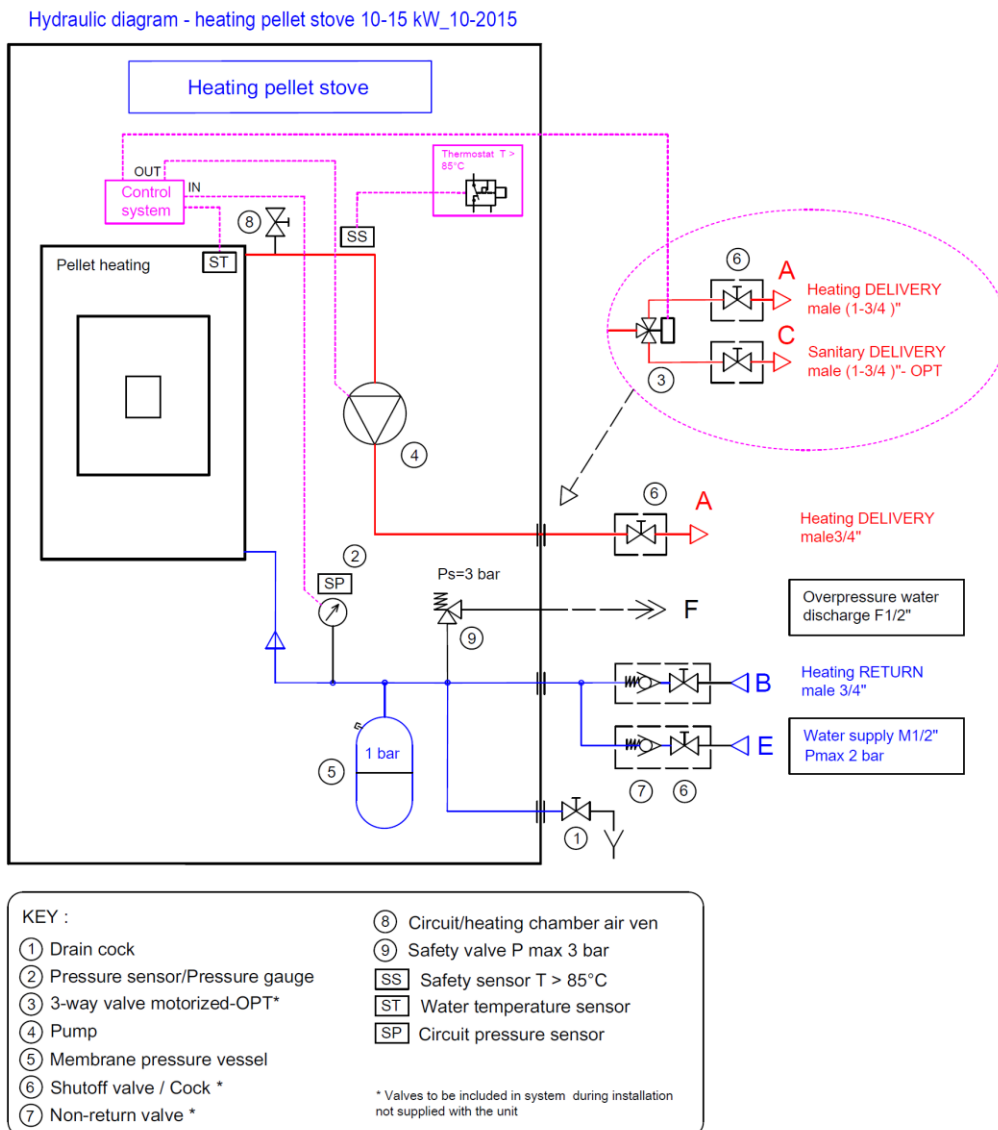 Hydraulic diagram - heating pellet stove 10-15 kW_10-2015
Heating pellet stove
Thermostat T >
85°C
OUT
IN
Control
system
8
SS
Pellet heating
ST
6
A
Heating DELIVERY
male (1-3/4 )"
C
Sanitary DELIVERY
male (1-3/4 )"- OPT
3
4
6
A
Heating DELIVERY
male3/4"
2
SP
Ps=3 bar
9
F
Overpressure water
discharge F1/2"
B
Heating RETURN
male 3/4"
1 bar
5
E
Water supply M1/2"
Pmax 2 bar
7
6
1
KEY :
1 Drain cock
2 Pressure sensor/Pressure gauge
3 3-way valve motorized-OPT*
4 Pump
5 Membrane pressure vessel
6 Shutoff valve / Cock *
7 Non-return valve *
8 Circuit/heating chamber air ven
9 Safety valve P max 3 bar
SS Safety sensor T > 85°C
ST Water temperature sensor
SP Circuit pressure sensor
* Valves to be included in system during installation
not supplied with the unit